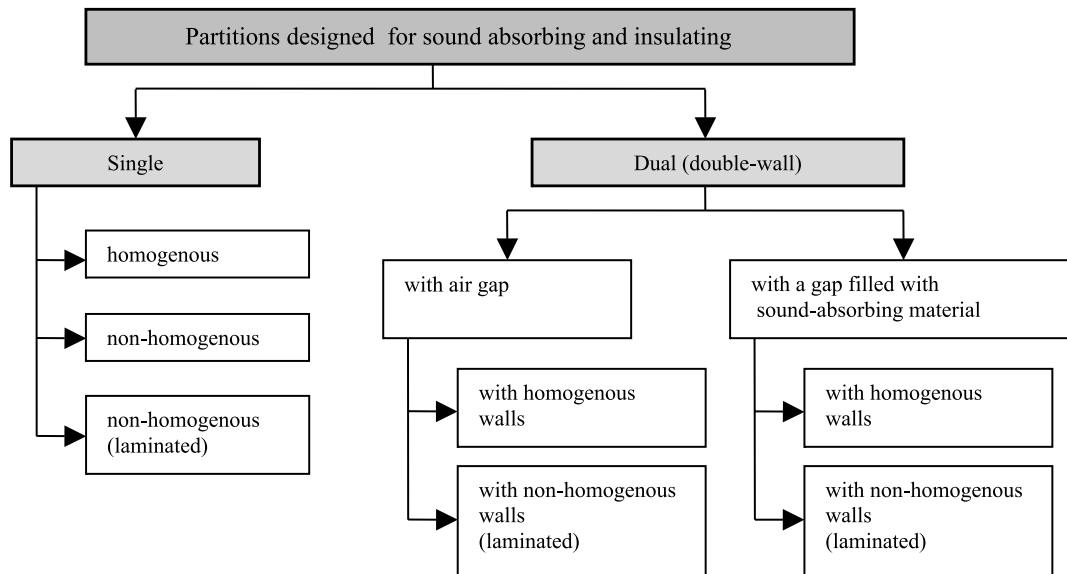 Partitions designed for sound absorbing and insulating
Single
Dual (double-wall)
homogenous
non-homogenous
non-homogenous
(laminated)
with air gap
with a gap filled with
sound-absorbing material
with homogenous
walls
with non-homogenous
walls
(laminated)
with homogenous
walls
with non-homogenous
walls
(laminated)